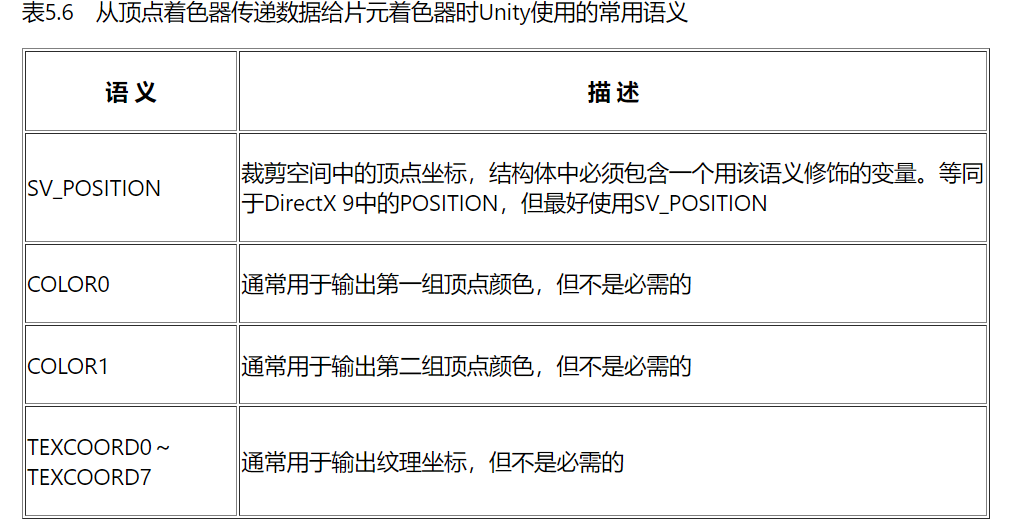 表5.6 从顶点着色器传递数据给片元着色器时Unity使用的常用语义
语 义
描 述
SV_POSITION
裁剪空间中的顶点坐标，结构体中必须包含一个用该语义修饰的变量。等同
于DirectX 9中的POSITION，但最好使用SV_POSITION
COLOR0
通常用于输出第一组顶点颜色，但不是必需的
COLOR1
通常用于输出第二组顶点颜色，但不是必需的
TEXCOORD0～
TEXCOORD7
通常用于输出纹理坐标，但不是必需的